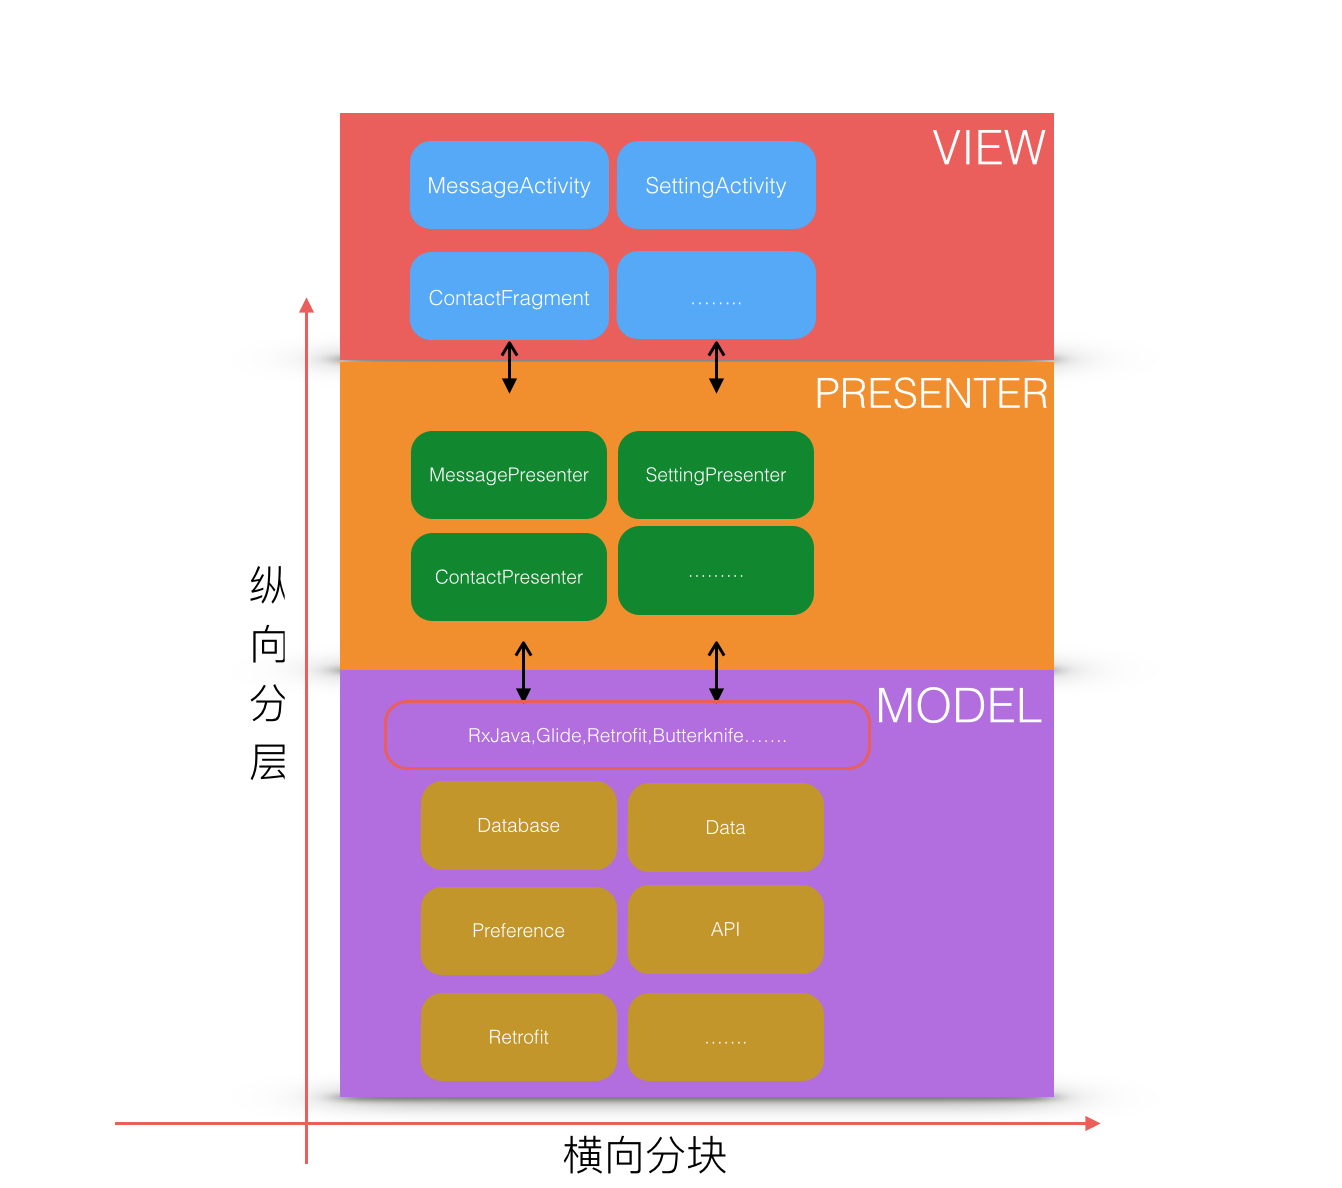 VIEW
MessageActivity
SettingActivity
ContactFragment
........
PRESENTER
MessagePresenter
SettingPresenter
ContactPresenter
.........
纵
向
分
层
MODEL
RxJava,Glide,Retrofit,Butterknife.......
Database
Data
Preference
API
Retrofit
.......
横向分块